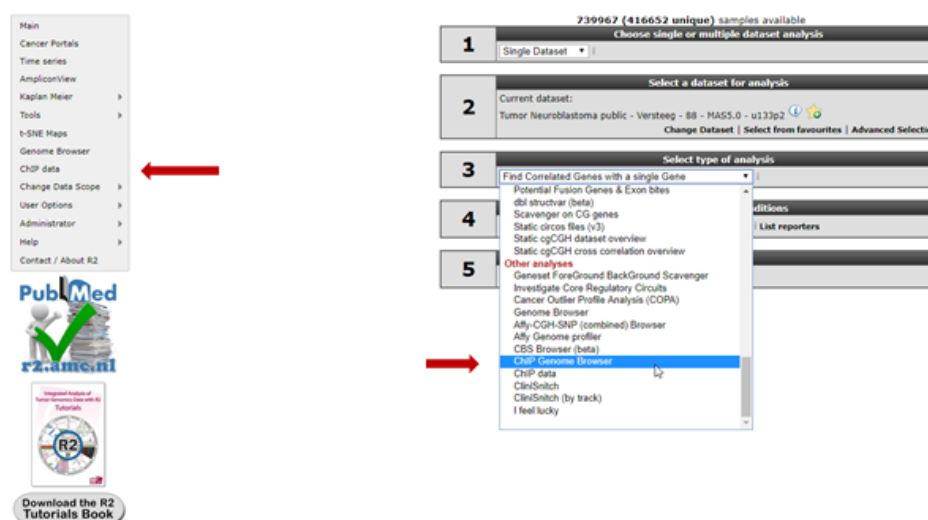 Main
Cancer Portals
Time series
AmpliconView
Kaplan Meier
Tools
t-SNE Maps
Genome Browser
ChIP data
Change Data Scope
User Options
Administrator
Help
Contact / About R2
PubMed
r2.amc.nl
Integrated Analysis of
Tumor Genomics Data with R2
Tutorials
R2
Download the R2
Tutorials Book
739967 (416652 unique) samples available
1
Choose single or multiple dataset analysis
Single Dataset
2
Select a dataset for analysis
Current dataset:
Tumor Neuroblastoma public - Versteeg - 88 - MAS5.0 - u133p2
Change Dataset | Select from favourites | Advanced Selectio
3
Select type of analysis
Find Correlated Genes with a single Gene
Potential Fusion Genes & Exon bites
dbl structvar (beta)
Scavenger on CG genes
Static circos files (v3)
Static cgCGH dataset overview
Static cgCGH cross correlation overview
Other analyses
Geneset ForeGround BackGround Scavenger
Investigate Core Regulatory Circuits
Cancer Outlier Profile Analysis (COPA)
Genome Browser
Affy-CGH-SNP (combined) Browser
Affy Genome profiler
CBS Browser (beta)
ChIP Genome Browser
ChIP data
CliniSnitch
CliniSnitch (by track)
I feel lucky
4
ditions
List reporters
5